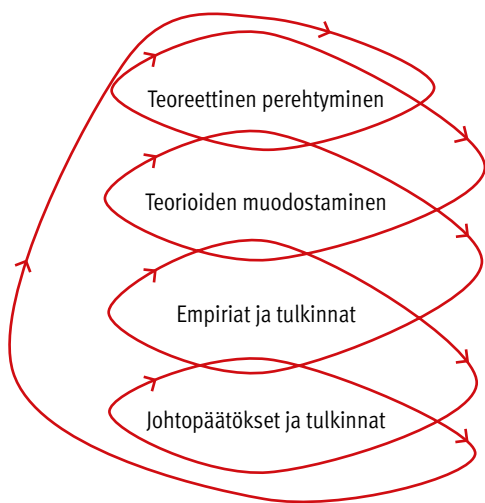 Teoreettinen perehtyminen
Teorioiden muodostaminen
Empiriat ja tulkinnat
Johtopäätökset ja tulkinnat